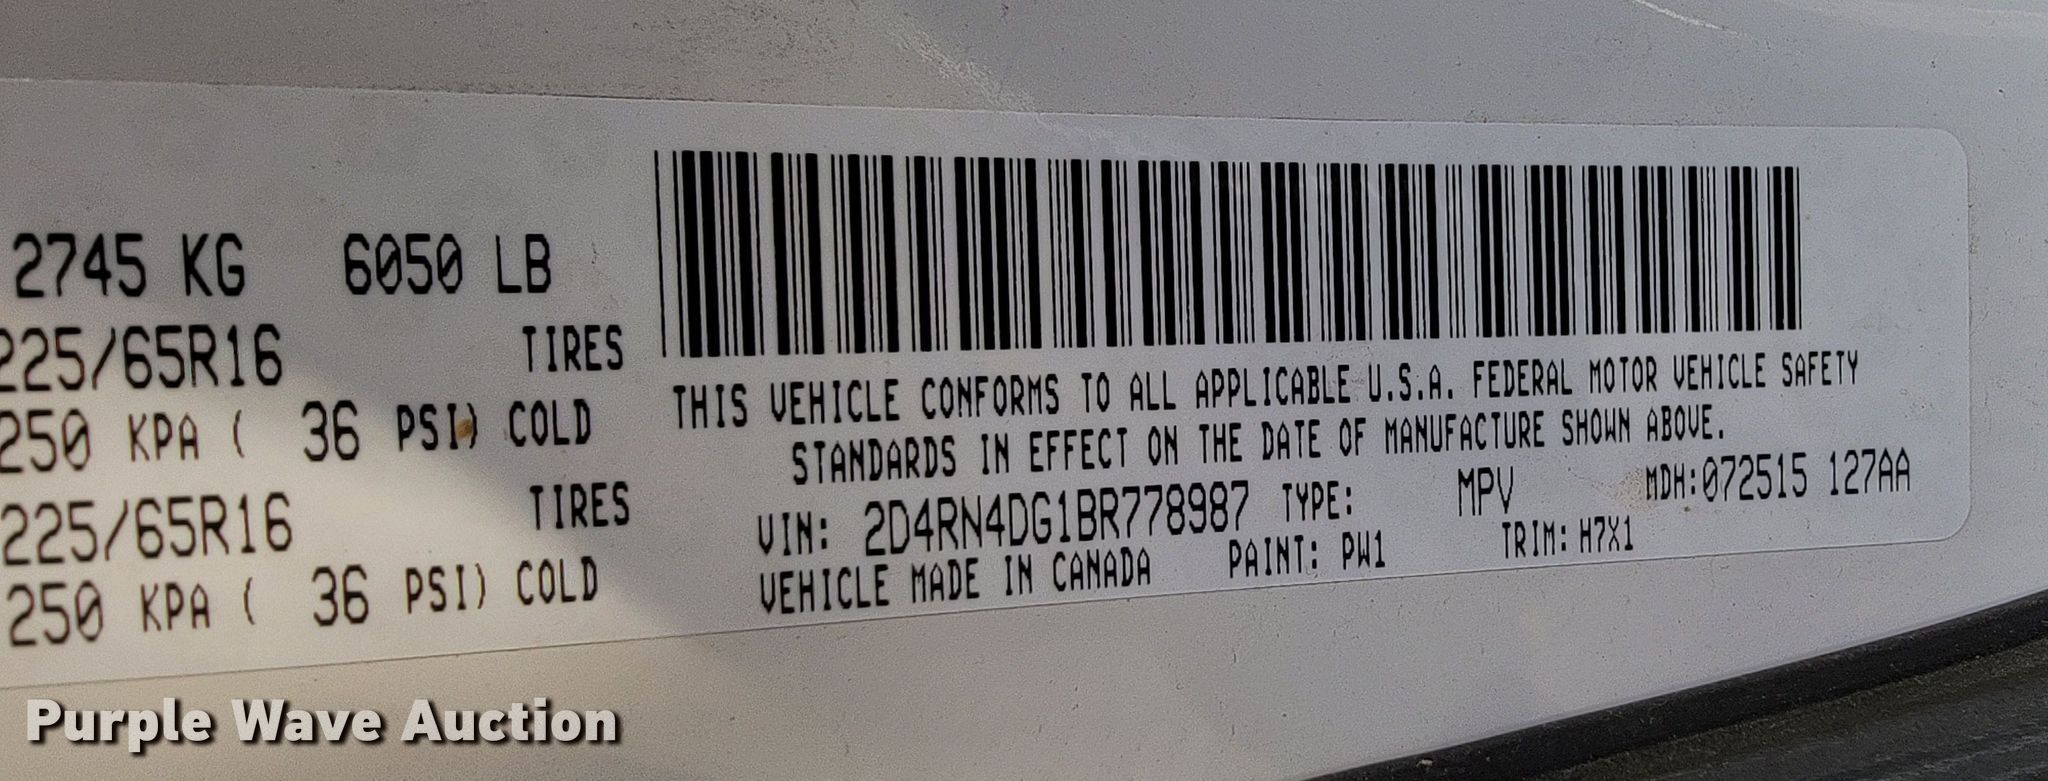 2745 KG 6050 LB
225/65R16 TIRES
250 KPA ( 36 PSI) COLD
225/65R16 TIRES
250 KPA ( 36 PSI) COLD
THIS VEHICLE CONFORMS TO ALL APPLICABLE U.S.A. FEDERAL MOTOR VEHICLE SAFETY
STANDARDS IN EFFECT ON THE DATE OF MANUFACTURE SHOWN ABOVE.
VIN: 2D4RN4DG1BR778987 TYPE: MPV MDH:072515 127AA
VEHICLE MADE IN CANADA PAINT: PW1 TRIM: H7X1
Purple Wave Auction